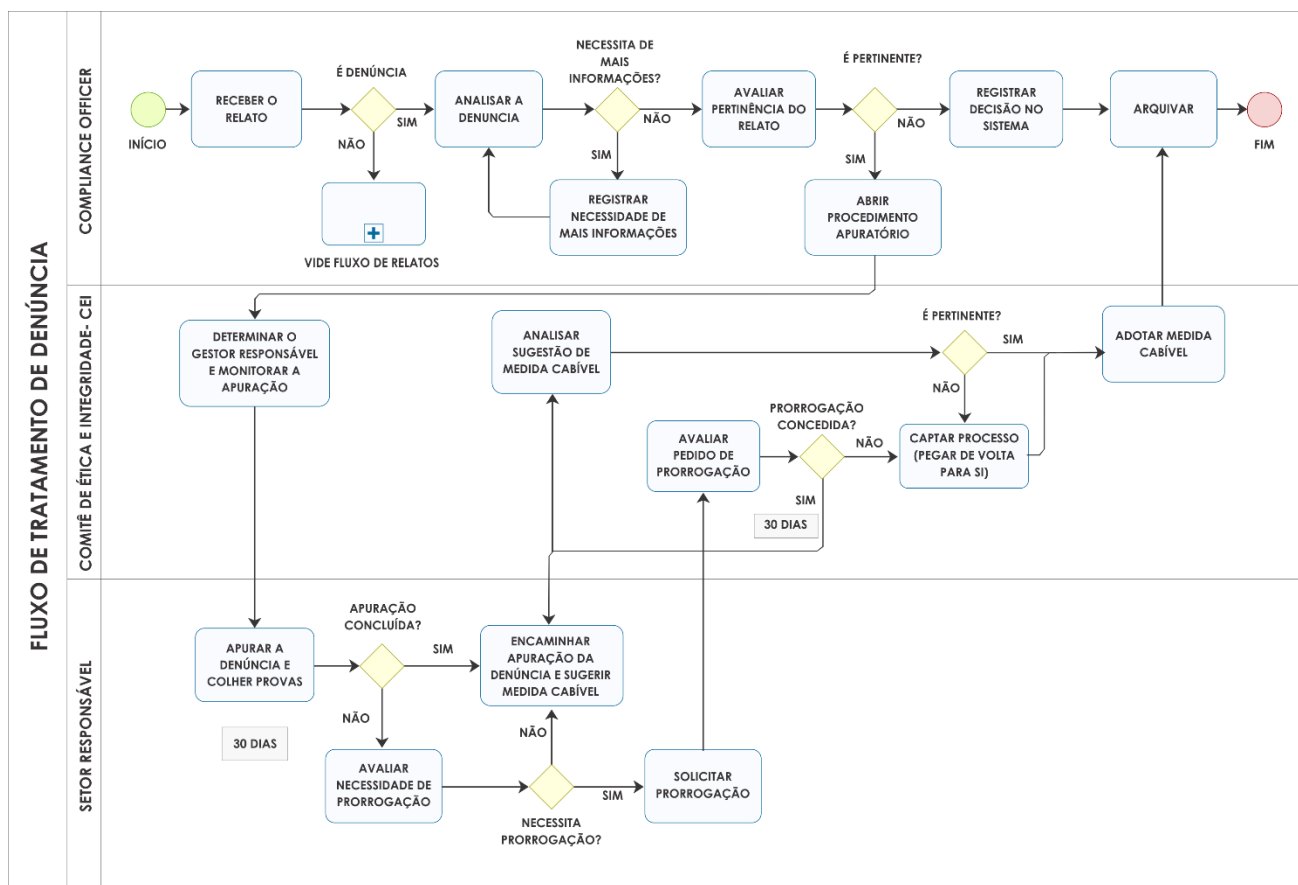 FLUXO DE TRATAMENTO DE DENÚNCIA
COMPLIANCE OFFICER
INÍCIO
RECEBER O
RELATO
É DENÚNCIA
SIM
NÃO
VIDE FLUXO DE RELATOS
ANALISAR A
DENUNCIA
NECESSITA DE
MAIS
INFORMAÇÕES?
NÃO
SIM
REGISTRAR
NECESSIDADE DE
MAIS INFORMAÇÕES
AVALIAR
PERTINÊNCIA DO
RELATO
É PERTINENTE?
NÃO
SIM
ABRIR
PROCEDIMENTO
APURATÓRIO
REGISTRAR
DECISÃO NO
SISTEMA
ARQUIVAR
FIM
COMITÊ DE ÉTICA E INTEGRIDADE- CEI
DETERMINAR O
GESTOR RESPONSÁVEL
E MONITORAR A
APURAÇÃO
ANALISAR
SUGESTÃO DE
MEDIDA CABÍVEL
É PERTINENTE?
SIM
NÃO
ADOTAR MEDIDA
CABÍVEL
AVALIAR
PEDIDO DE
PRORROGAÇÃO
PRORROGAÇÃO
CONCEDIDA?
NÃO
SIM
30 DIAS
CAPTAR PROCESSO
(PEGAR DE VOLTA
PARA SI)
SETOR RESPONSÁVEL
APURAR A
DENÚNCIA E
COLHER PROVAS
30 DIAS
APURAÇÃO
CONCLUÍDA?
SIM
NÃO
ENCAMINHAR
APURAÇÃO DA
DENÚNCIA E SUGERIR
MEDIDA CABÍVEL
AVALIAR
NECESSIDADE DE
PRORROGAÇÃO
NÃO
SIM
NECESSITA
PRORROGAÇÃO?
SOLICITAR
PRORROGAÇÃO